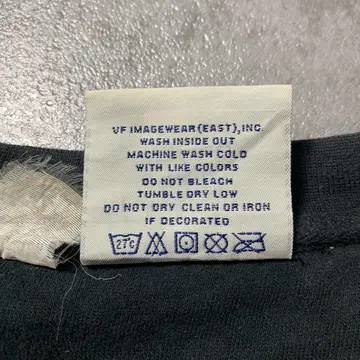 VF IMAGEWEAR(EAST),INC.
WASH INSIDE OUT
MACHINE WASH COLD
WITH LIKE COLORS
DO NOT BLEACH
TUMBLE DRY LOW
DO NOT DRY CLEAN OR IRON
IF DECORATED
27°C